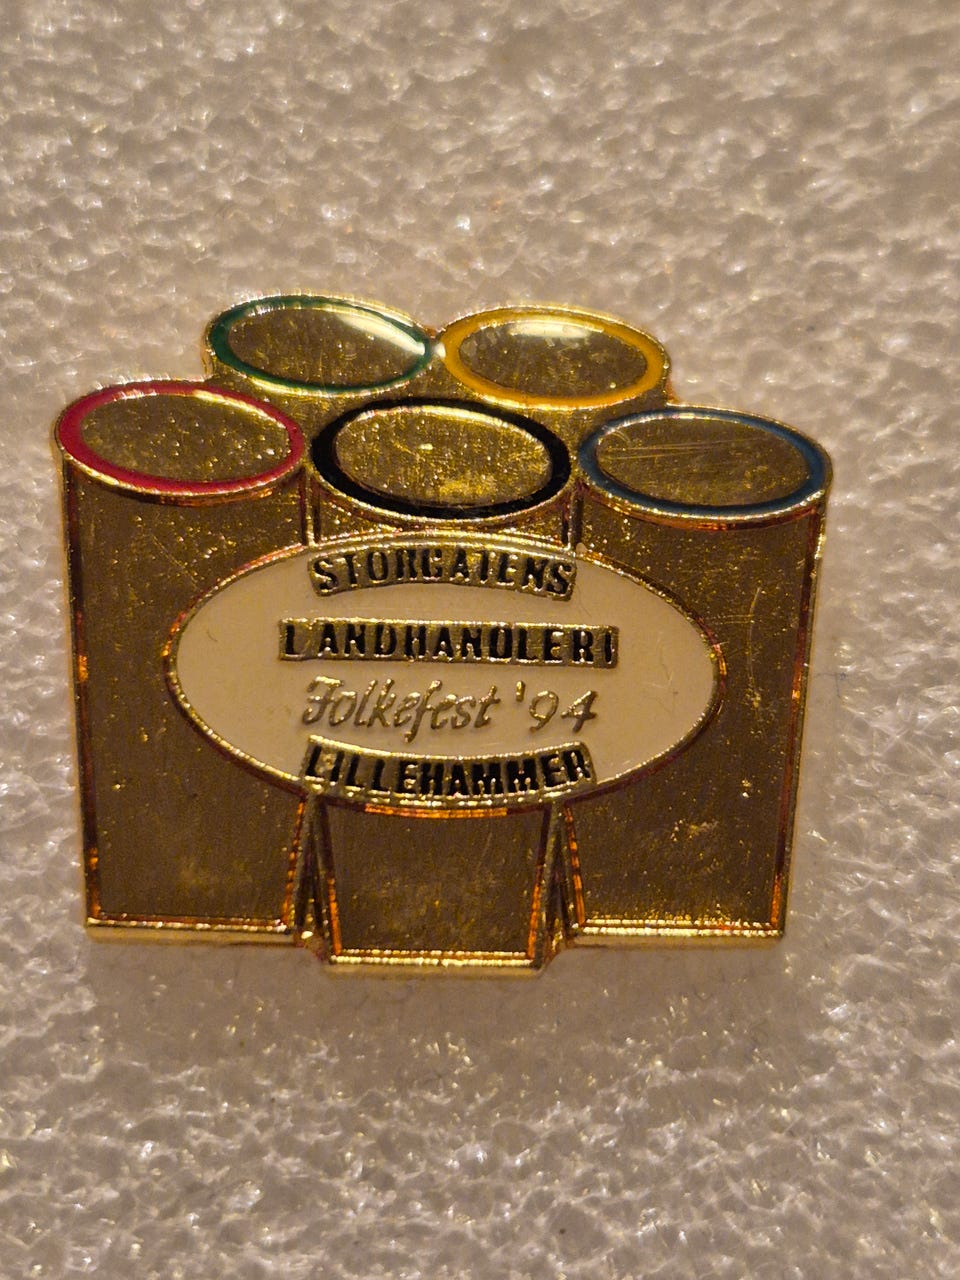 STORGATENS
LANDHANDLERI
Folkefest '94
LILLEHAMMER